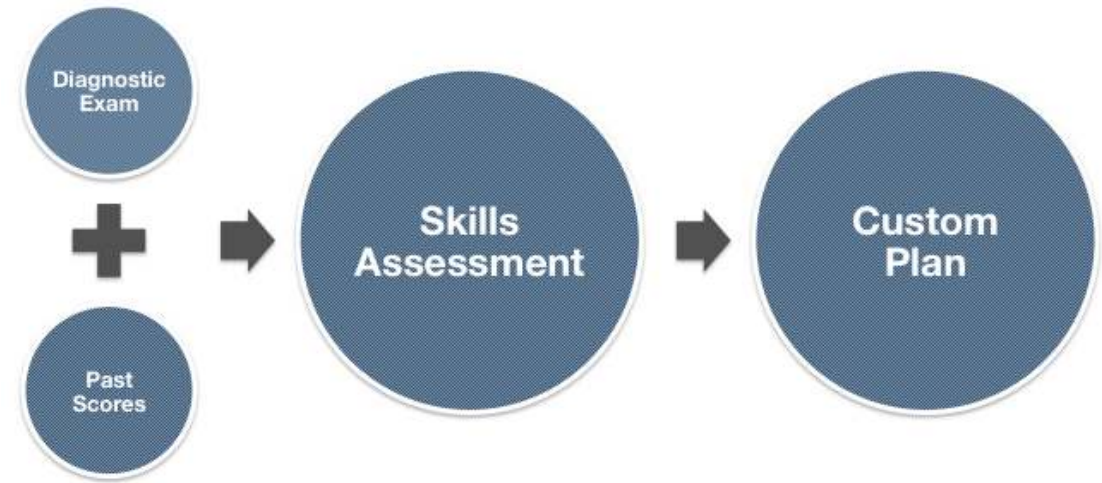 Diagnostic
Exam
Past
Scores
Skills
Assessment
Custom
Plan